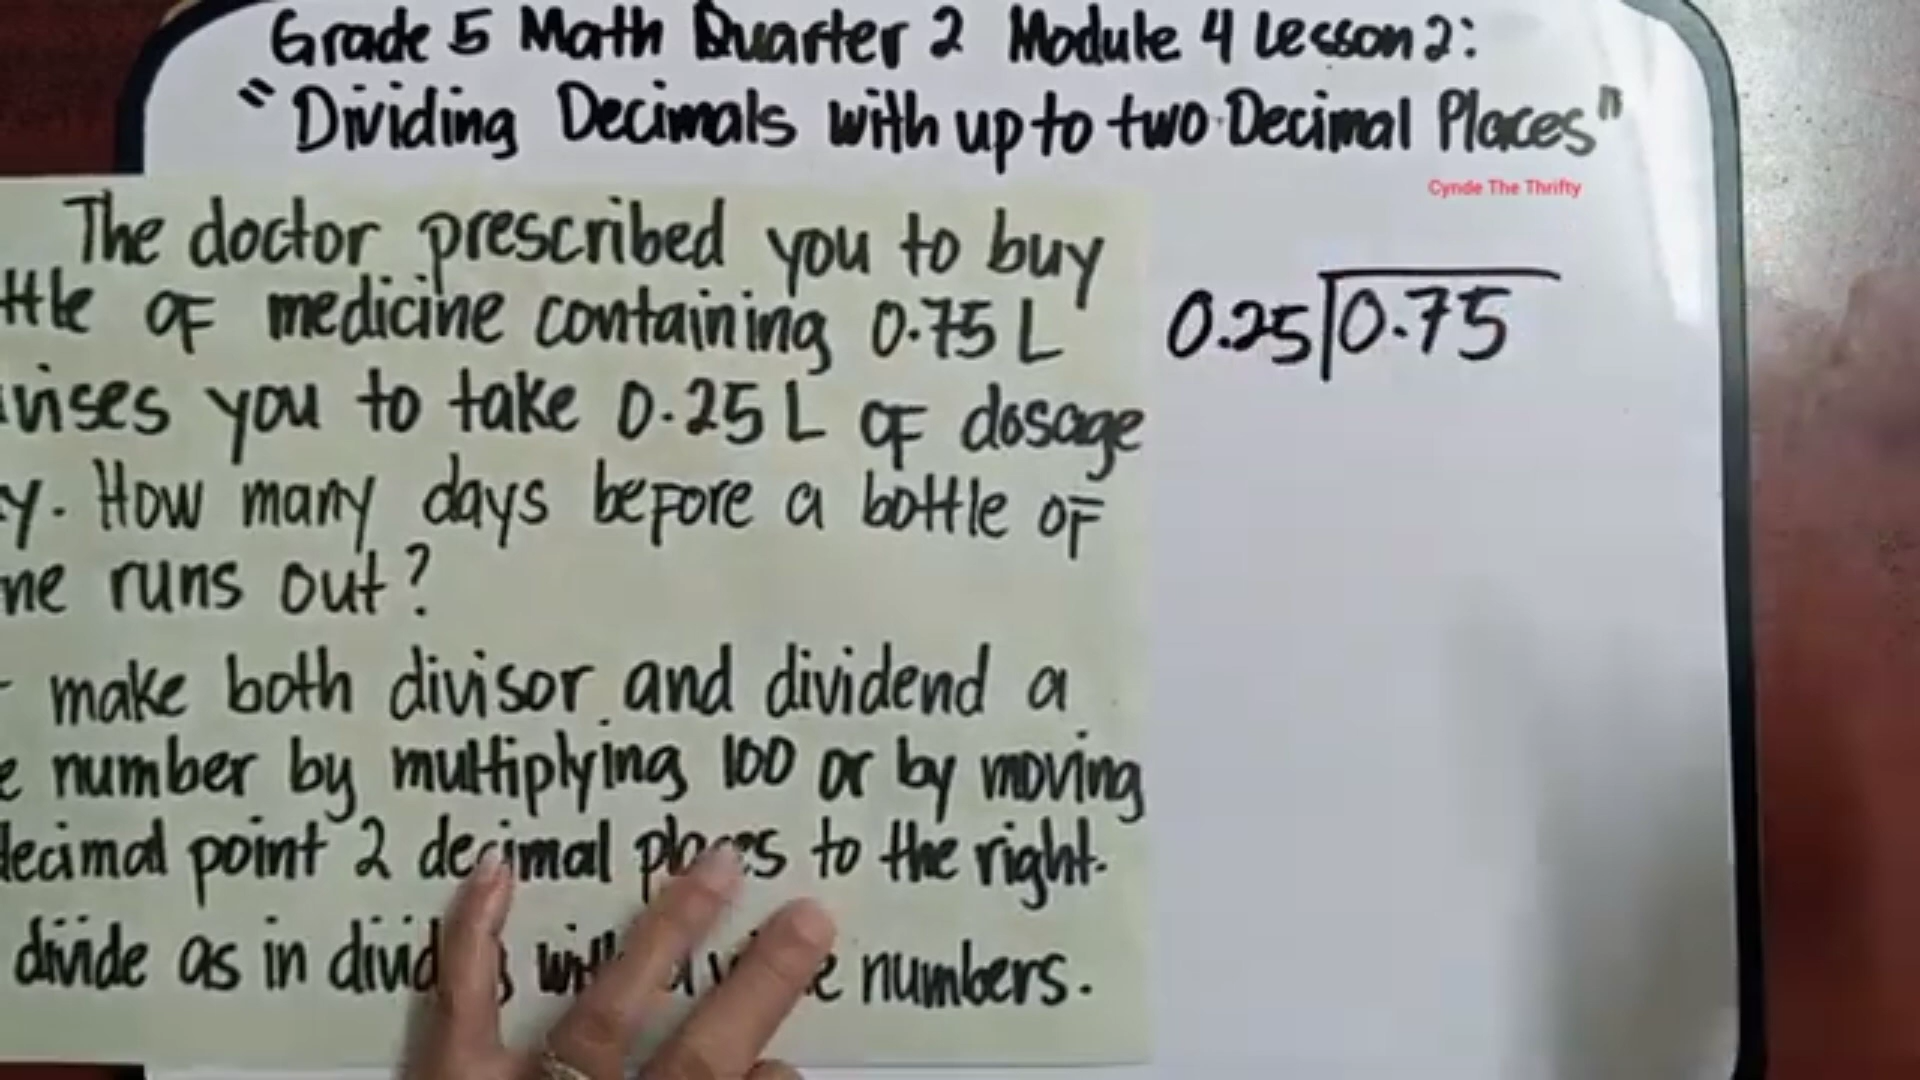 Grade 5 Math Quarter 2 Module 4 Lesson 2:
"Dividing Decimals with up to two Decimal Places"
Cynde The Thrifty
The doctor prescribed you to buy
ttle of medicine containing 0.75 L
vises you to take 0.25 L of dosage
y. How many days before a bottle of
ne runs out?
make both divisor and dividend a
e number by multiplying 100 or by moving
decimal point 2 decimal places to the right.
divide as in numbers.
0.25 0.75